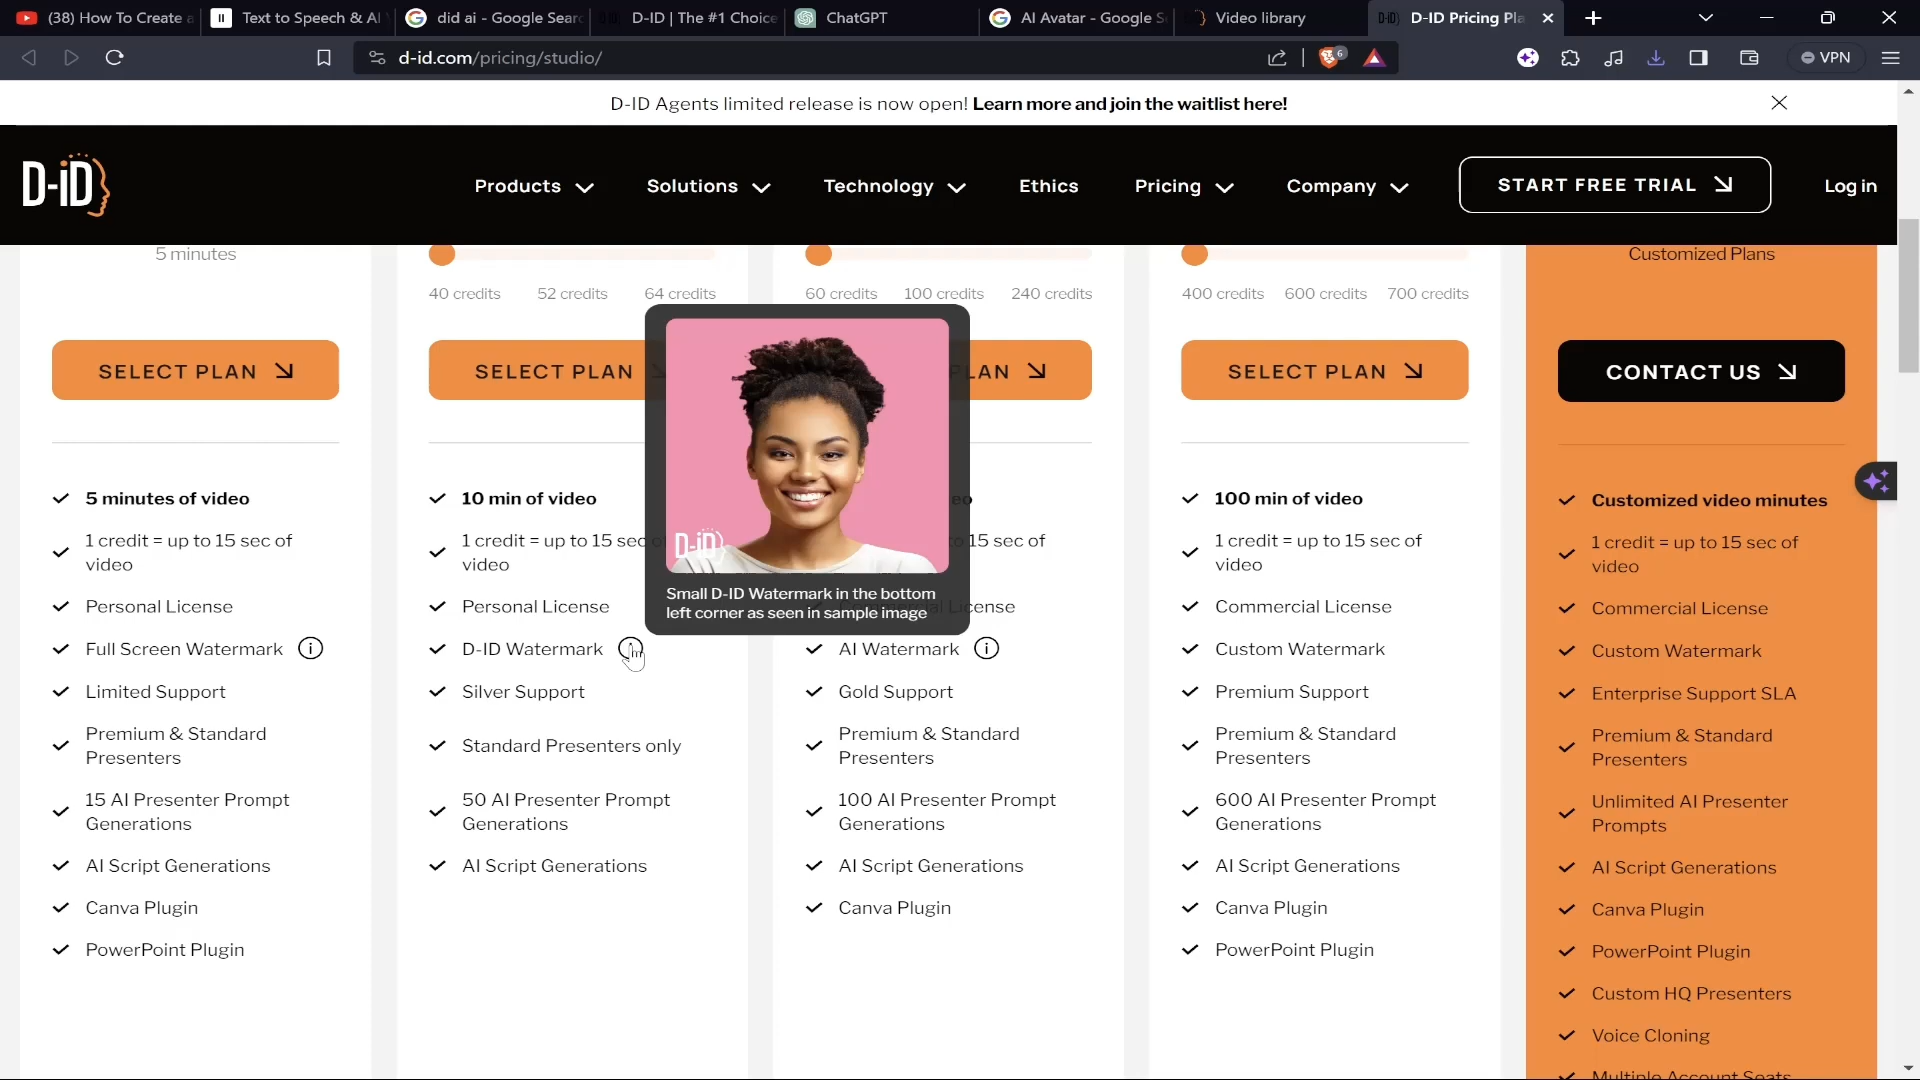 (38) How To Create a
Text to Speech & AI
did ai - Google Searc
D-ID | The #1 Choice
ChatGPT
AI Avatar - Google S
Video library
D-ID Pricing Pla
d-id.com/pricing/studio/
6
VPN
D-ID Agents limited release is now open! Learn more and join the waitlist here!
D-iD
Products
Solutions
Technology
Ethics
Pricing
Company
START FREE TRIAL
Log in
5 minutes
40 credits
52 credits
64 credits
60 credits
100 credits
240 credits
400 credits
600 credits
700 credits
Customized Plans
SELECT PLAN
SELECT PLAN
PLAN
SELECT PLAN
CONTACT US
D-iD
Small D-ID Watermark in the bottom
left corner as seen in sample image
5 minutes of video
1 credit = up to 15 sec of
video
Personal License
Full Screen Watermark
Limited Support
Premium & Standard
Presenters
15 AI Presenter Prompt
Generations
AI Script Generations
Canva Plugin
PowerPoint Plugin
10 min of video
1 credit = up to 15 sec of
video
Personal License
D-ID Watermark
Silver Support
Standard Presenters only
50 AI Presenter Prompt
Generations
AI Script Generations
eo
to 15 sec of
License
AI Watermark
Gold Support
Premium & Standard
Presenters
100 AI Presenter Prompt
Generations
AI Script Generations
Canva Plugin
100 min of video
1 credit = up to 15 sec of
video
Commercial License
Custom Watermark
Premium Support
Premium & Standard
Presenters
600 AI Presenter Prompt
Generations
AI Script Generations
Canva Plugin
PowerPoint Plugin
Customized video minutes
1 credit = up to 15 sec of
video
Commercial License
Custom Watermark
Enterprise Support SLA
Premium & Standard
Presenters
Unlimited AI Presenter
Prompts
AI Script Generations
Canva Plugin
PowerPoint Plugin
Custom HQ Presenters
Voice Cloning
Multiple Account Seats